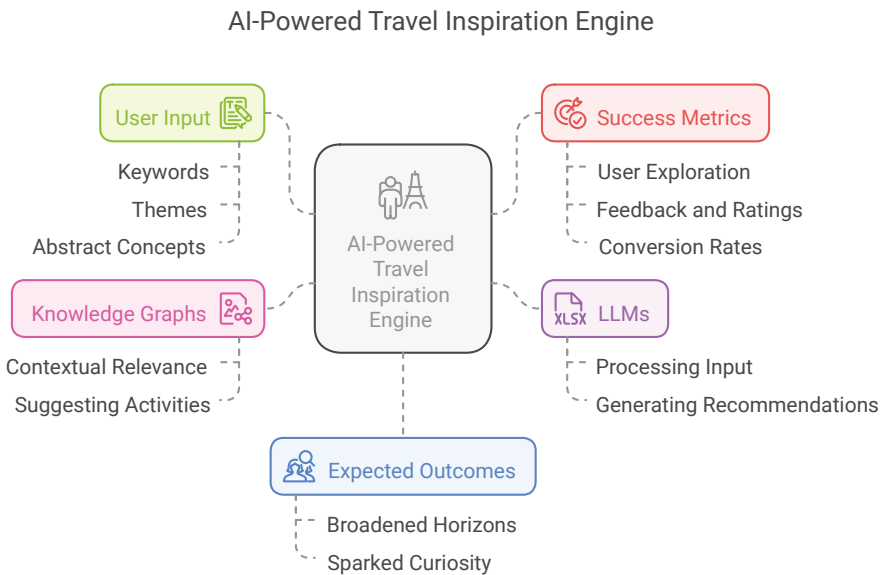 AI-Powered Travel Inspiration Engine
User Input
Keywords
Themes
Abstract Concepts
Knowledge Graphs
Contextual Relevance
Suggesting Activities
AI-Powered
Travel
Inspiration
Engine
Success Metrics
User Exploration
Feedback and Ratings
Conversion Rates
XLSX
LLMs
Processing Input
Generating Recommendations
Expected Outcomes
Broadened Horizons
Sparked Curiosity